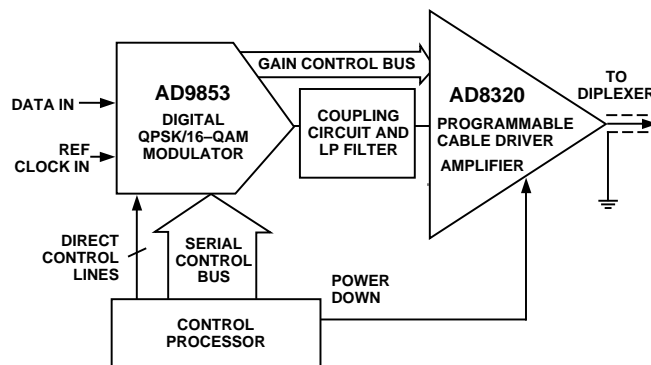 GAIN CONTROL BUS
AD9853
DIGITAL
QPSK/16–QAM
MODULATOR
DATA IN
REF
CLOCK IN
COUPLING
CIRCUIT AND
LP FILTER
AD8320
PROGRAMMABLE
CABLE DRIVER
AMPLIFIER
TO
DIPLEXER
DIRECT
CONTROL
LINES
SERIAL
CONTROL
BUS
POWER
DOWN
CONTROL
PROCESSOR